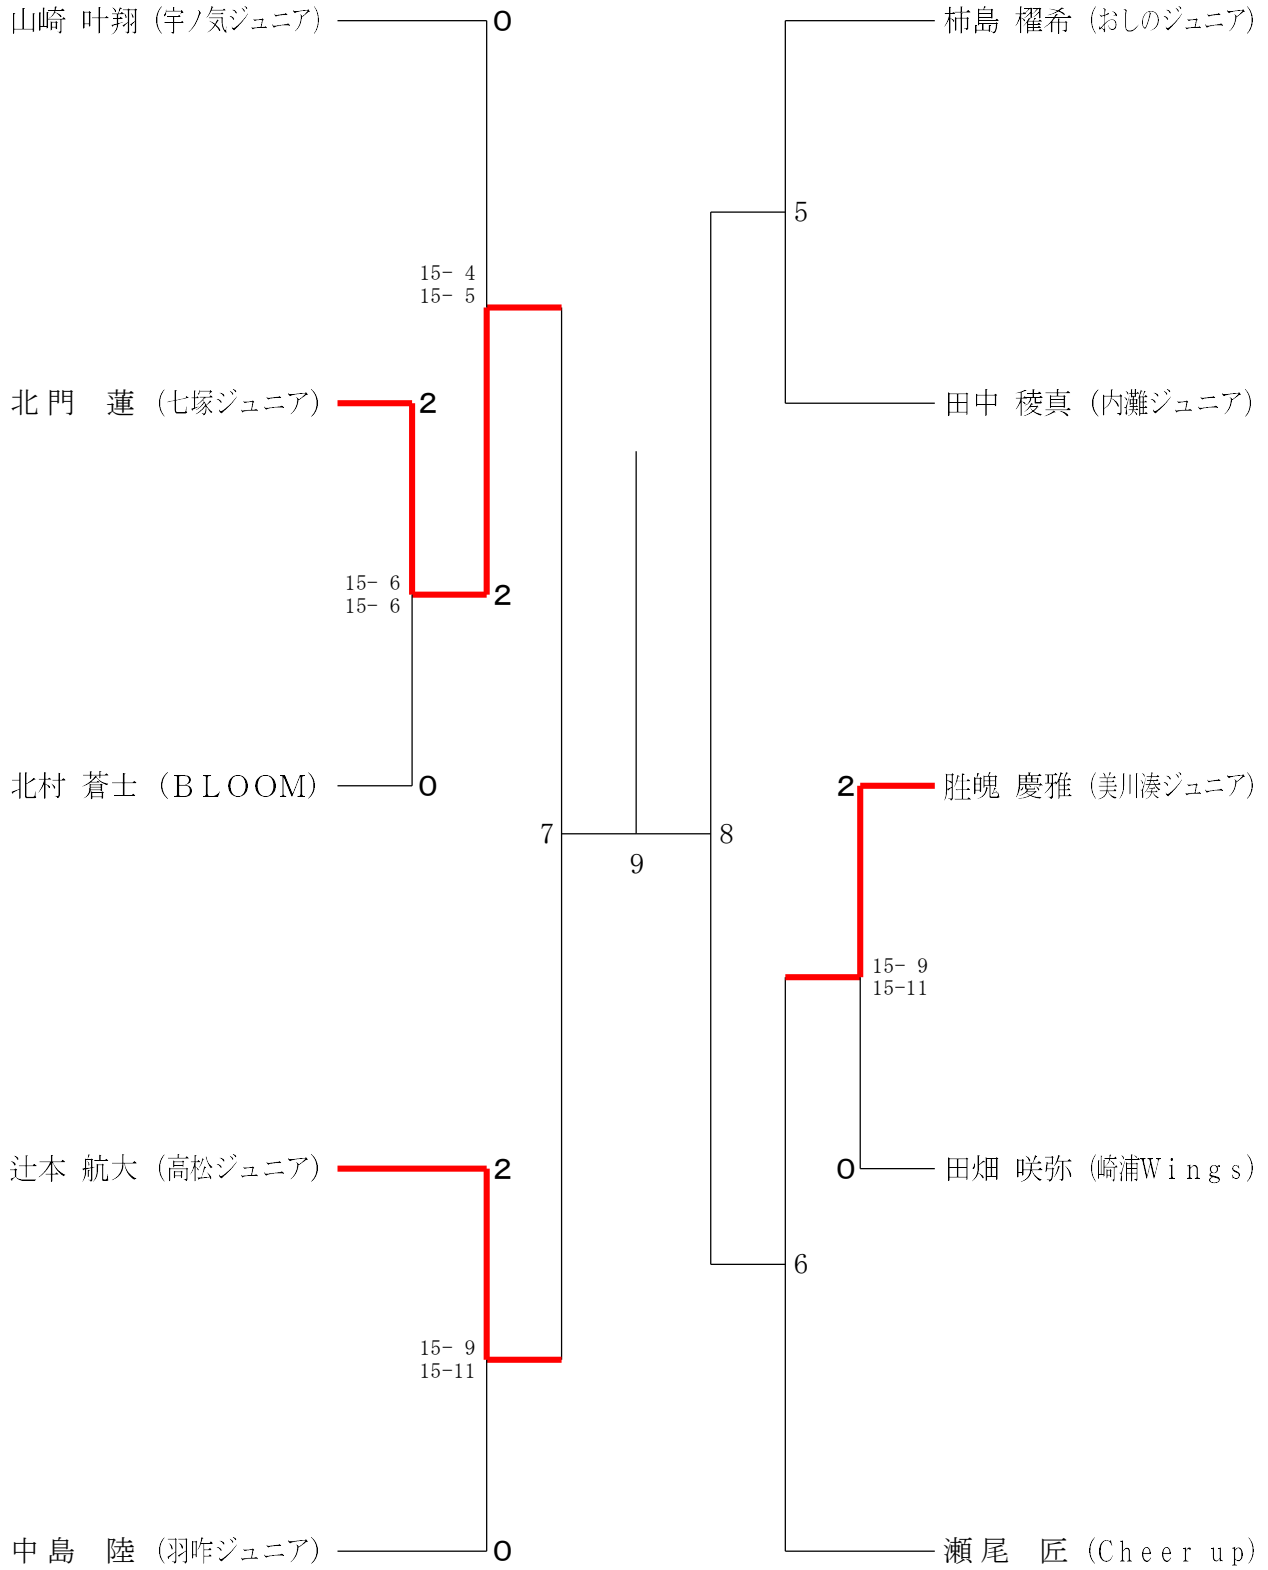 山崎 叶翔 (宇ノ気ジュニア)
0
15- 4
15- 5
北門 蓮 (七塚ジュニア)
2
15- 6
15- 6
2
北村 蒼士 (ＢＬＯＯＭ)
0
7
9
8
辻本 航大 (高松ジュニア)
2
15- 9
15-11
中島 陸 (羽咋ジュニア)
0
柿島 櫂希 (おしのジュニア)
5
田中 稜真 (内灘ジュニア)
2
胜魄 慶雅 (美川湊ジュニア)
15- 9
15-11
0
田畑 咲弥 (崎浦Ｗｉｎｇｓ)
6
瀬尾 匠 (Ｃｈｅｅｒ ｕｐ)